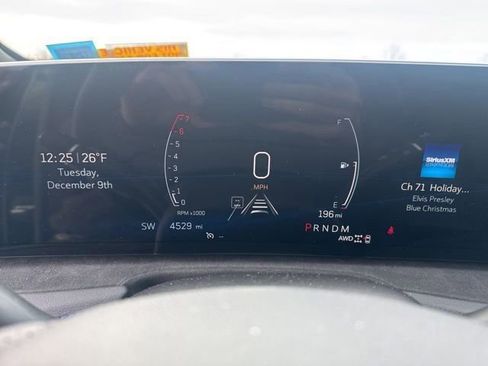 12:25 | 26°F
Tuesday,
December 9th
7
6
5
4
3
2
1
0
RPM x1000
0
MPH
F
E
196 mi
SW 4529 mi
--
PRNDM
AWD
SiriusXM
Ch 71 Holiday...
Elvis Presley
Blue Christmas